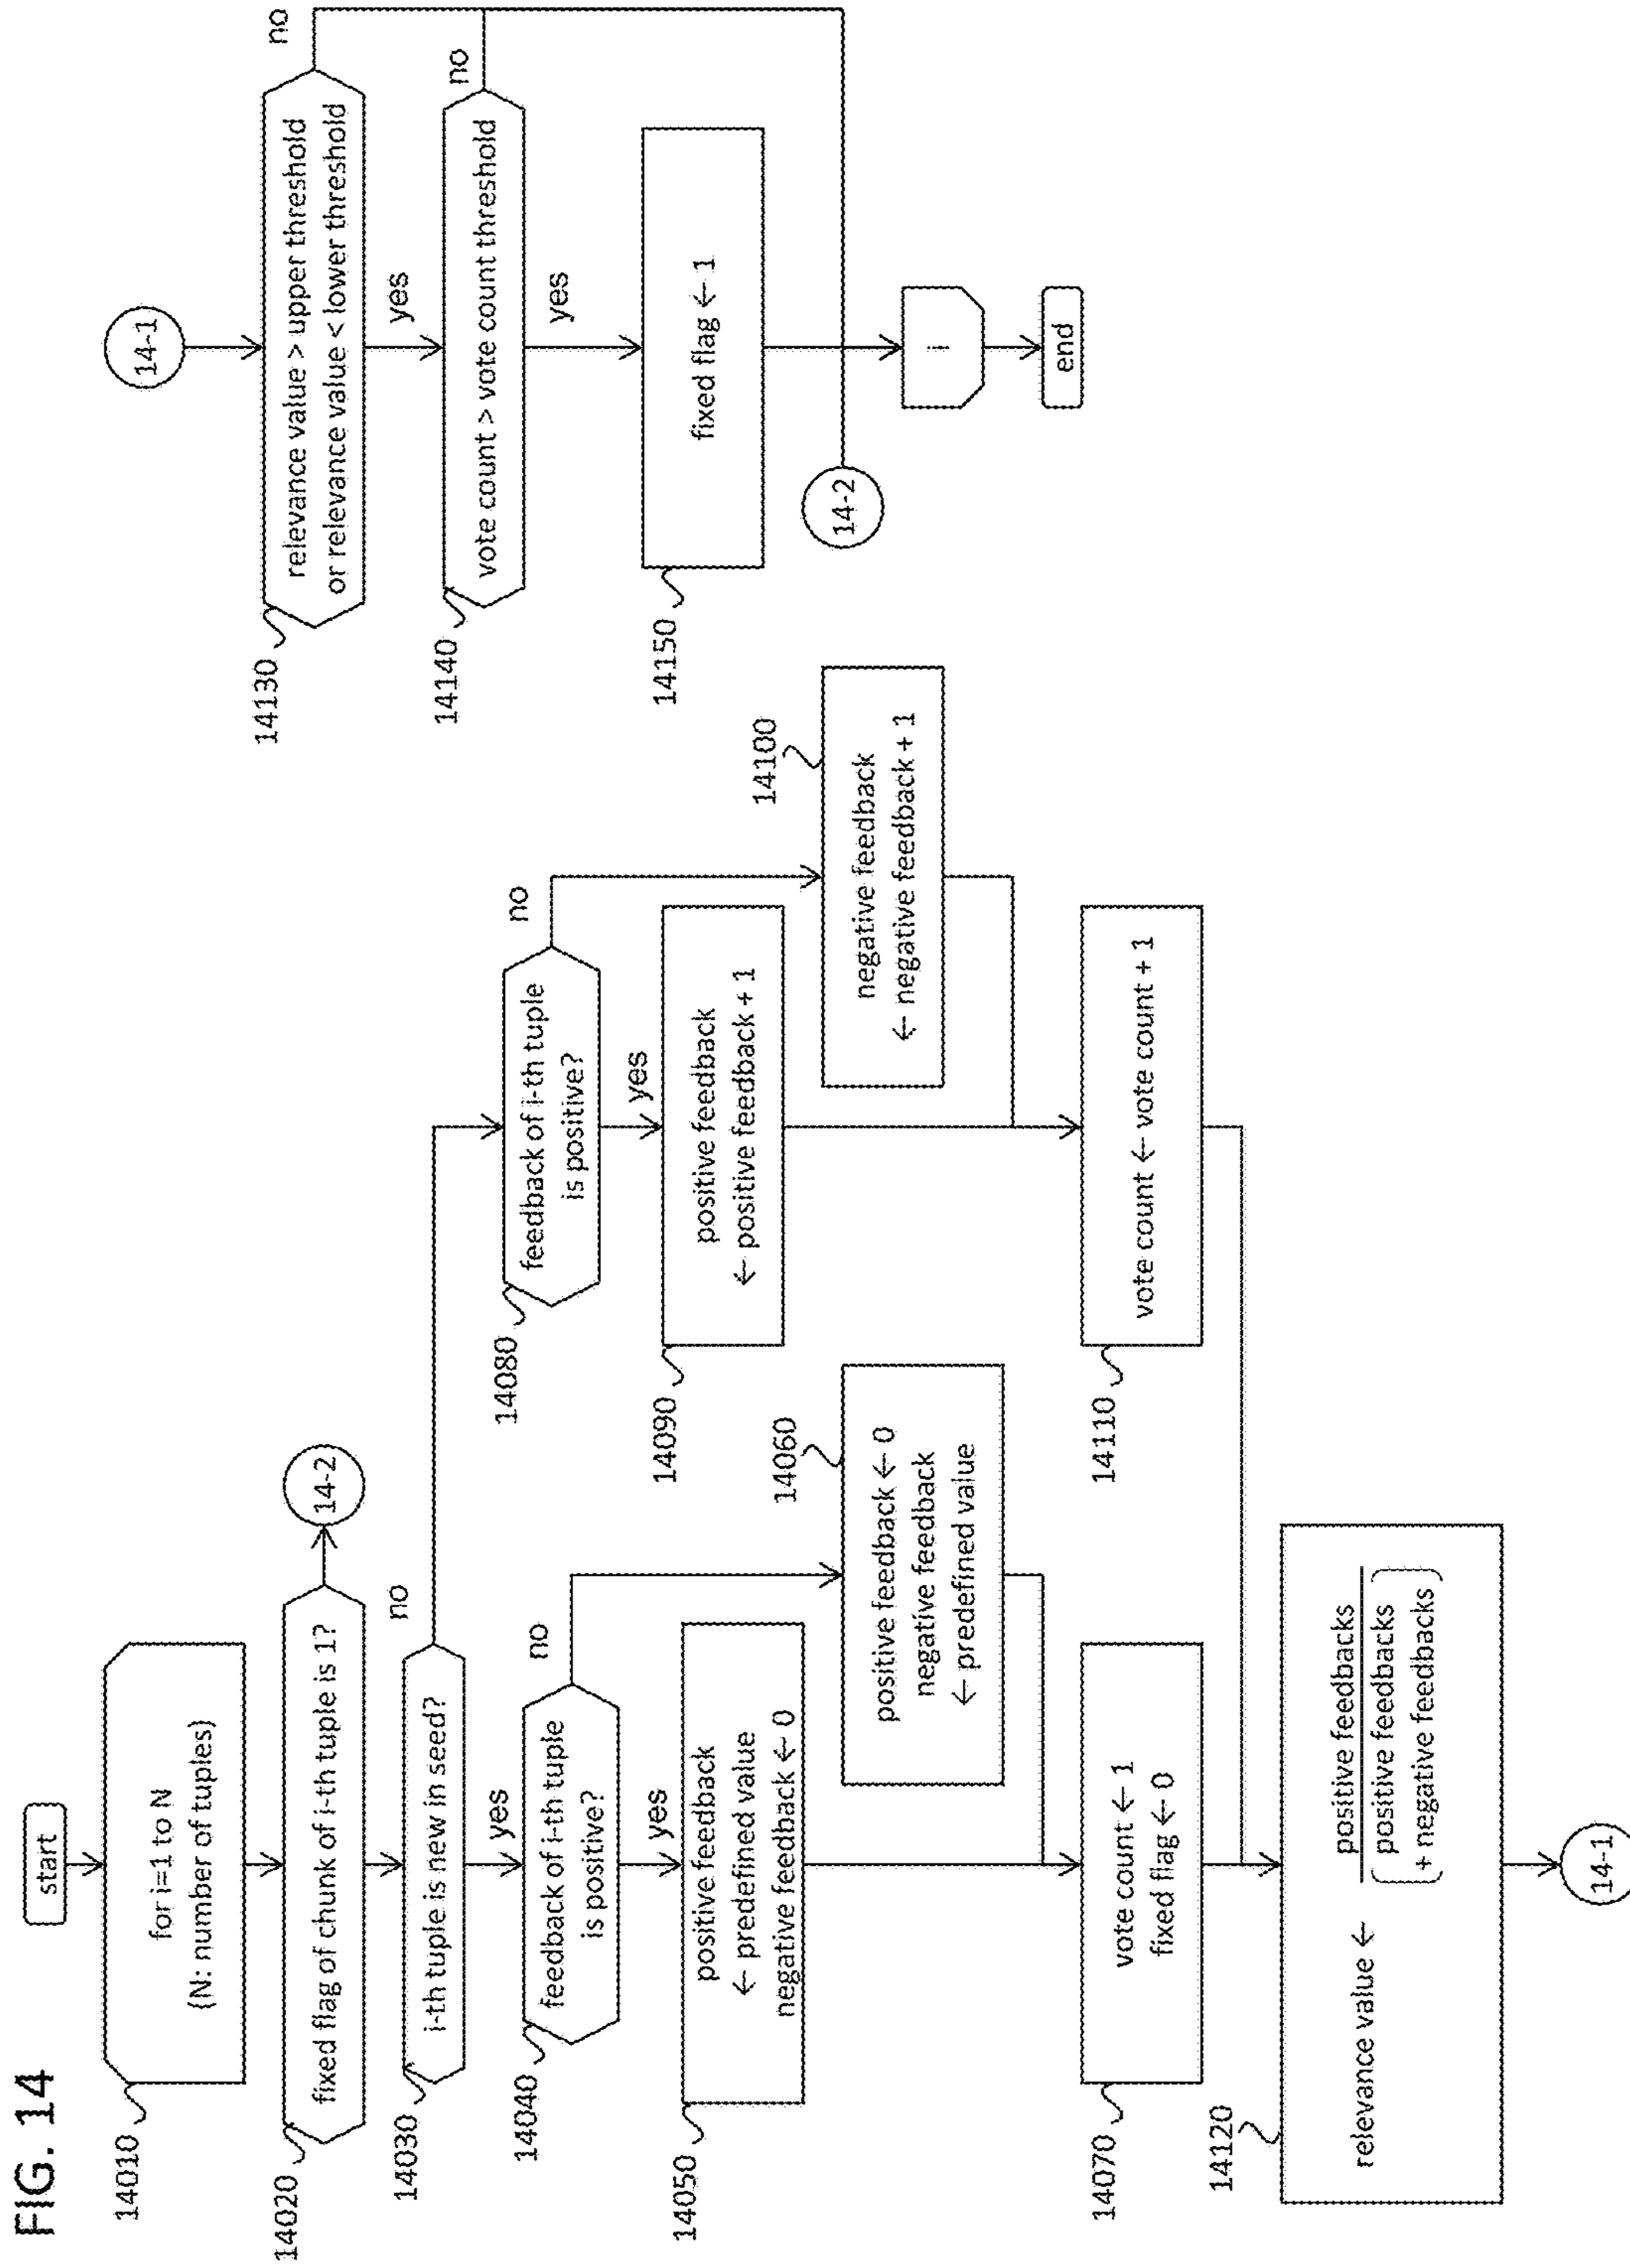 FIG. 14
start
14010
for i=1 to N
(N: number of tuples)
14020
fixed flag of chunk of i-th tuple is 1?
14-2
14030
i-th tuple is new in seed?
no
yes
14040
feedback of i-th tuple
is positive?
no
yes
14050
positive feedback
← predefined value
negative feedback ← 0
14060
positive feedback ← 0
negative feedback
← predefined value
14070
vote count ← 1
fixed flag ← 0
14080
feedback of i-th tuple
is positive?
no
yes
14090
positive feedback
← positive feedback + 1
14100
negative feedback
← negative feedback + 1
14110
vote count ← vote count + 1
14120
relevance value ←
positive feedbacks
(positive feedbacks
+ negative feedbacks)
14-1
14-1
14130
relevance value > upper threshold
or relevance value < lower threshold
no
yes
14140
vote count > vote count threshold
no
yes
14150
fixed flag ← 1
14-2
i
end